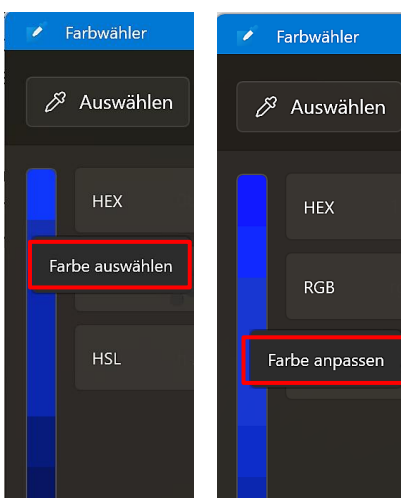 Farbwähler
Auswählen
HEX
Farbe auswählen
HSL
Farbwähler
Auswählen
HEX
RGB
Farbe anpassen